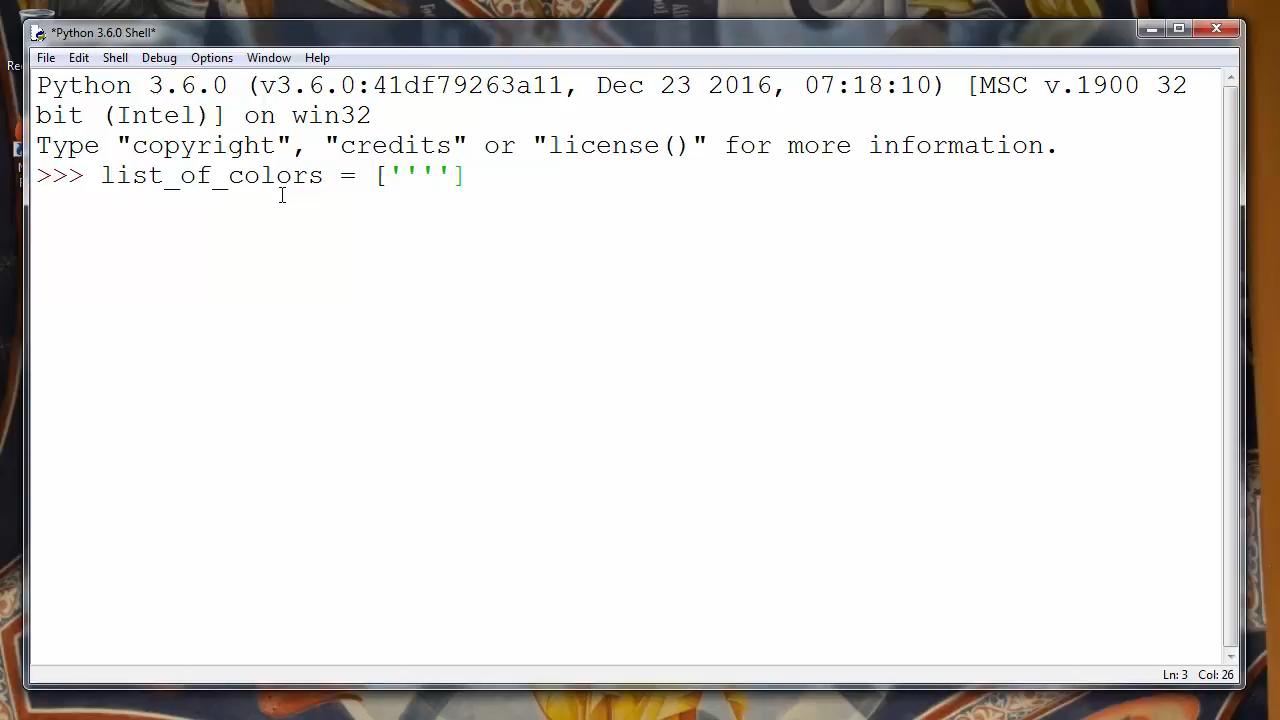 *Python 3.6.0 Shell*
File Edit Shell Debug Options Window Help
Python 3.6.0 (v3.6.0:41df79263a11, Dec 23 2016, 07:18:10) [MSC v.1900 32
bit (Intel)] on win32
Type "copyright", "credits" or "license()" for more information.
>>> list_of_colors = ['''']
Ln: 3 Col: 26